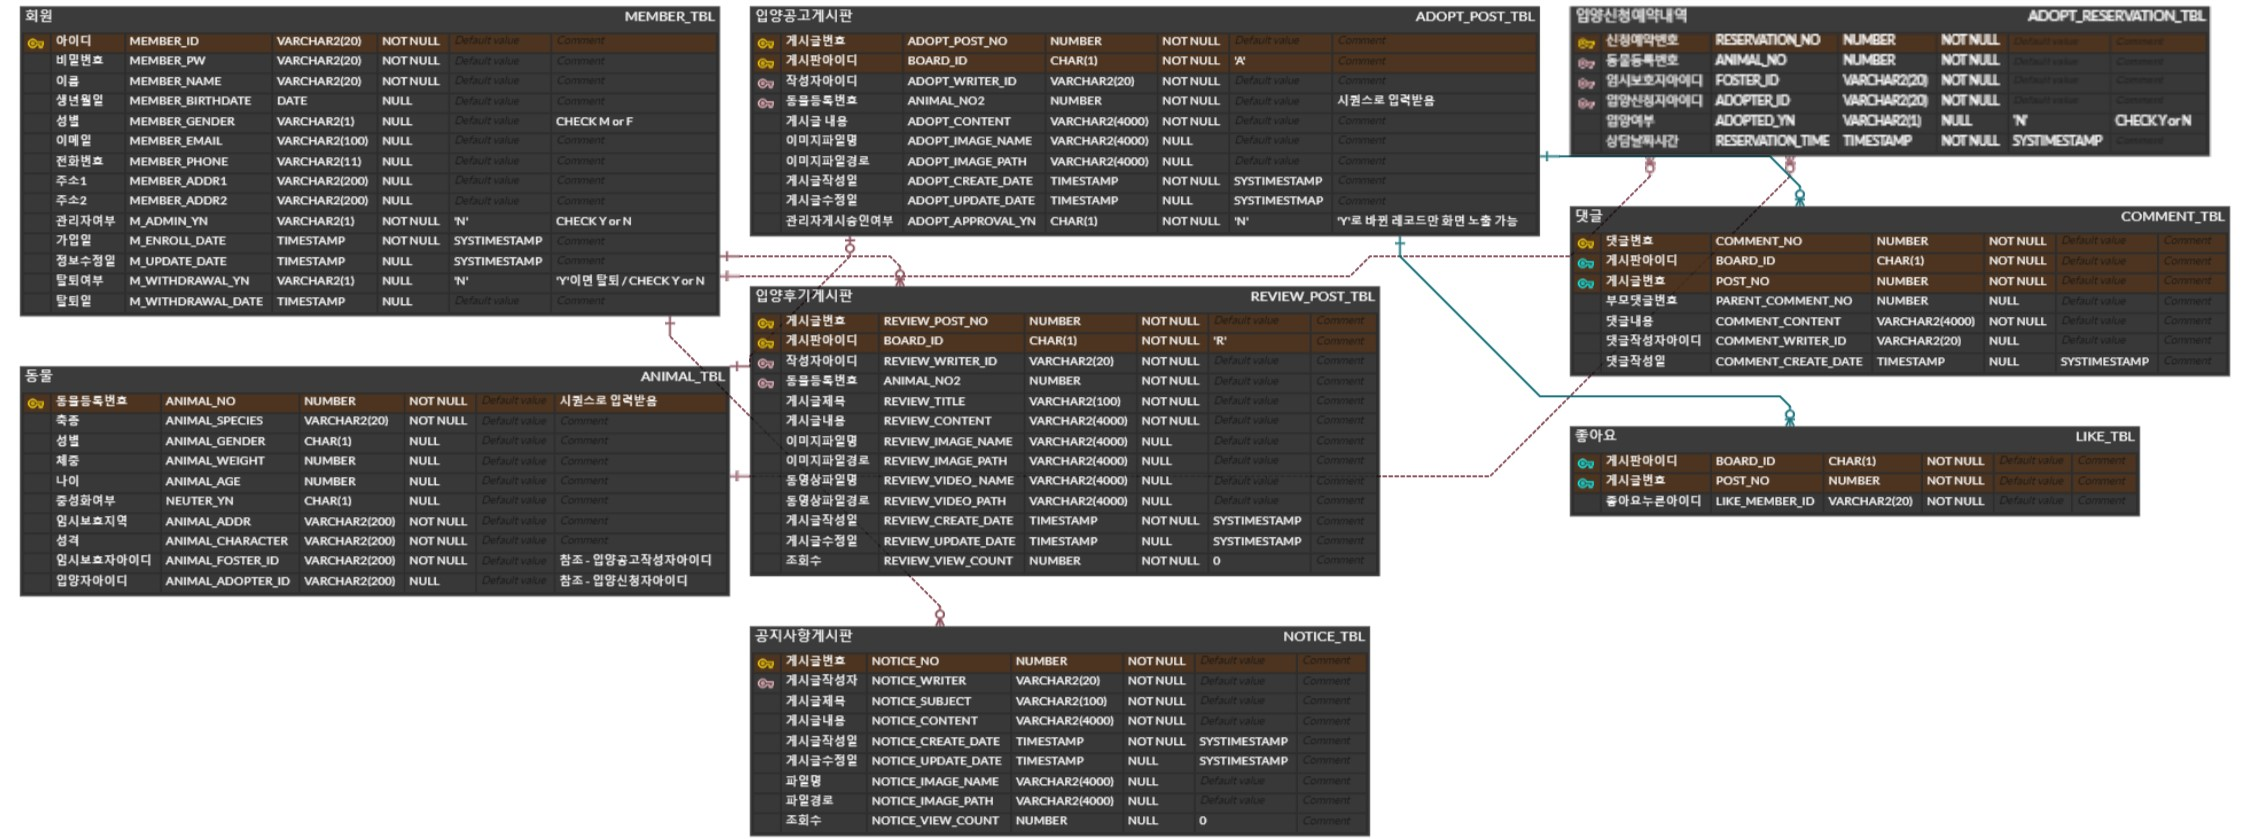 회원 MEMBER_TBL
아이디 MEMBER_ID VARCHAR2(20) NOT NULL Default value Comment
비밀번호 MEMBER_PW VARCHAR2(20) NOT NULL Default value Comment
이름 MEMBER_NAME VARCHAR2(20) NOT NULL Default value Comment
생년월일 MEMBER_BIRTHDATE DATE NULL Default value Comment
성별 MEMBER_GENDER VARCHAR2(1) NULL Default value CHECK M or F
이메일 MEMBER_EMAIL VARCHAR2(100) NULL Default value Comment
전화번호 MEMBER_PHONE VARCHAR2(11) NULL Default value Comment
주소1 MEMBER_ADDR1 VARCHAR2(200) NULL Default value Comment
주소2 MEMBER_ADDR2 VARCHAR2(200) NULL Default value Comment
관리자여부 M_ADMIN_YN VARCHAR2(1) NOT NULL 'N' CHECK Y or N
가입일 M_ENROLL_DATE TIMESTAMP NOT NULL SYSTIMESTAMP Comment
정보수정일 M_UPDATE_DATE TIMESTAMP NULL SYSTIMESTAMP Comment
탈퇴여부 M_WITHDRAWAL_YN VARCHAR2(1) NULL 'N' 'Y'이면 탈퇴 / CHECK Y or N
탈퇴일 M_WITHDRAWAL_DATE TIMESTAMP NULL Default value Comment
동물 ANIMAL_TBL
동물등록번호 ANIMAL_NO NUMBER NOT NULL Default value 시퀀스로 입력받음
축종 ANIMAL_SPECIES VARCHAR2(20) NOT NULL Default value Comment
성별 ANIMAL_GENDER CHAR(1) NULL Default value Comment
체중 ANIMAL_WEIGHT NUMBER NULL Default value Comment
나이 ANIMAL_AGE NUMBER NULL Default value Comment
중성화여부 NEUTER_YN CHAR(1) NULL Default value Comment
임시보호지역 ANIMAL_ADDR VARCHAR2(200) NOT NULL Default value Comment
성격 ANIMAL_CHARACTER VARCHAR2(200) NOT NULL Default value Comment
임시보호자아이디 ANIMAL_FOSTER_ID VARCHAR2(200) NOT NULL Default value 참조 - 입양공고작성자아이디
입양자아이디 ANIMAL_ADOPTER_ID VARCHAR2(200) NULL Default value 참조 - 입양신청자아이디
입양공고게시판 ADOPT_POST_TBL
게시글번호 ADOPT_POST_NO NUMBER NOT NULL Default value Comment
게시판아이디 BOARD_ID CHAR(1) NOT NULL 'A' Comment
작성자아이디 ADOPT_WRITER_ID VARCHAR2(20) NOT NULL Default value Comment
동물등록번호 ANIMAL_NO2 NUMBER NOT NULL Default value 시퀀스로 입력받음
게시글 내용 ADOPT_CONTENT VARCHAR2(4000) NOT NULL Default value Comment
이미지파일명 ADOPT_IMAGE_NAME VARCHAR2(4000) NULL Default value Comment
이미지파일경로 ADOPT_IMAGE_PATH VARCHAR2(4000) NULL Default value Comment
게시글작성일 ADOPT_CREATE_DATE TIMESTAMP NOT NULL SYSTIMESTAMP Comment
게시글수정일 ADOPT_UPDATE_DATE TIMESTAMP NULL SYSTIMESTMAP Comment
관리자게시승인여부 ADOPT_APPROVAL_YN CHAR(1) NOT NULL 'N' 'Y'로 바뀐 레코드만 화면 노출 가능
입양후기게시판 REVIEW_POST_TBL
게시글번호 REVIEW_POST_NO NUMBER NOT NULL Default value Comment
게시판아이디 BOARD_ID CHAR(1) NOT NULL 'R' Comment
작성자아이디 REVIEW_WRITER_ID VARCHAR2(20) NOT NULL Default value Comment
동물등록번호 ANIMAL_NO2 NUMBER NOT NULL Default value Comment
게시글제목 REVIEW_TITLE VARCHAR2(100) NOT NULL Default value Comment
게시글내용 REVIEW_CONTENT VARCHAR2(4000) NOT NULL Default value Comment
이미지파일명 REVIEW_IMAGE_NAME VARCHAR2(4000) NULL Default value Comment
이미지파일경로 REVIEW_IMAGE_PATH VARCHAR2(4000) NULL Default value Comment
동영상파일명 REVIEW_VIDEO_NAME VARCHAR2(4000) NULL Default value Comment
동영상파일경로 REVIEW_VIDEO_PATH VARCHAR2(4000) NULL Default value Comment
게시글작성일 REVIEW_CREATE_DATE TIMESTAMP NOT NULL SYSTIMESTAMP Comment
게시글수정일 REVIEW_UPDATE_DATE TIMESTAMP NULL SYSTIMESTAMP Comment
조회수 REVIEW_VIEW_COUNT NUMBER NOT NULL 0 Comment
공지사항게시판 NOTICE_TBL
게시글번호 NOTICE_NO NUMBER NOT NULL Default value Comment
게시글작성자 NOTICE_WRITER VARCHAR2(20) NOT NULL Default value Comment
게시글제목 NOTICE_SUBJECT VARCHAR2(100) NOT NULL Default value Comment
게시글내용 NOTICE_CONTENT VARCHAR2(4000) NOT NULL Default value Comment
게시글작성일 NOTICE_CREATE_DATE TIMESTAMP NOT NULL SYSTIMESTAMP Comment
게시글수정일 NOTICE_UPDATE_DATE TIMESTAMP NULL SYSTIMESTAMP Comment
파일명 NOTICE_IMAGE_NAME VARCHAR2(4000) NULL Default value Comment
파일경로 NOTICE_IMAGE_PATH VARCHAR2(4000) NULL Default value Comment
조회수 NOTICE_VIEW_COUNT NUMBER NULL 0 Comment
입양신청예약내역 ADOPT_RESERVATION_TBL
신청예약번호 RESERVATION_NO NUMBER NOT NULL Default value Comment
동물등록번호 ANIMAL_NO NUMBER NOT NULL Default value Comment
임시보호자아이디 FOSTER_ID VARCHAR2(20) NOT NULL Default value Comment
입양신청자아이디 ADOPTER_ID VARCHAR2(20) NOT NULL Default value Comment
입양여부 ADOPTED_YN VARCHAR2(1) NULL 'N' CHECK Y or N
상담날짜시간 RESERVATION_TIME TIMESTAMP NOT NULL SYSTIMESTAMP Comment
댓글 COMMENT_TBL
댓글번호 COMMENT_NO NUMBER NOT NULL Default value Comment
게시판아이디 BOARD_ID CHAR(1) NOT NULL Default value Comment
게시글번호 POST_NO NUMBER NOT NULL Default value Comment
부모댓글번호 PARENT_COMMENT_NO NUMBER NULL Default value Comment
댓글내용 COMMENT_CONTENT VARCHAR2(4000) NOT NULL Default value Comment
댓글작성자아이디 COMMENT_WRITER_ID VARCHAR2(20) NULL Default value Comment
댓글작성일 COMMENT_CREATE_DATE TIMESTAMP NULL SYSTIMESTAMP Comment
좋아요 LIKE_TBL
게시판아이디 BOARD_ID CHAR(1) NOT NULL Default value Comment
게시글번호 POST_NO NUMBER NOT NULL Default value Comment
좋아요누른아이디 LIKE_MEMBER_ID VARCHAR2(20) NOT NULL Default value Comment